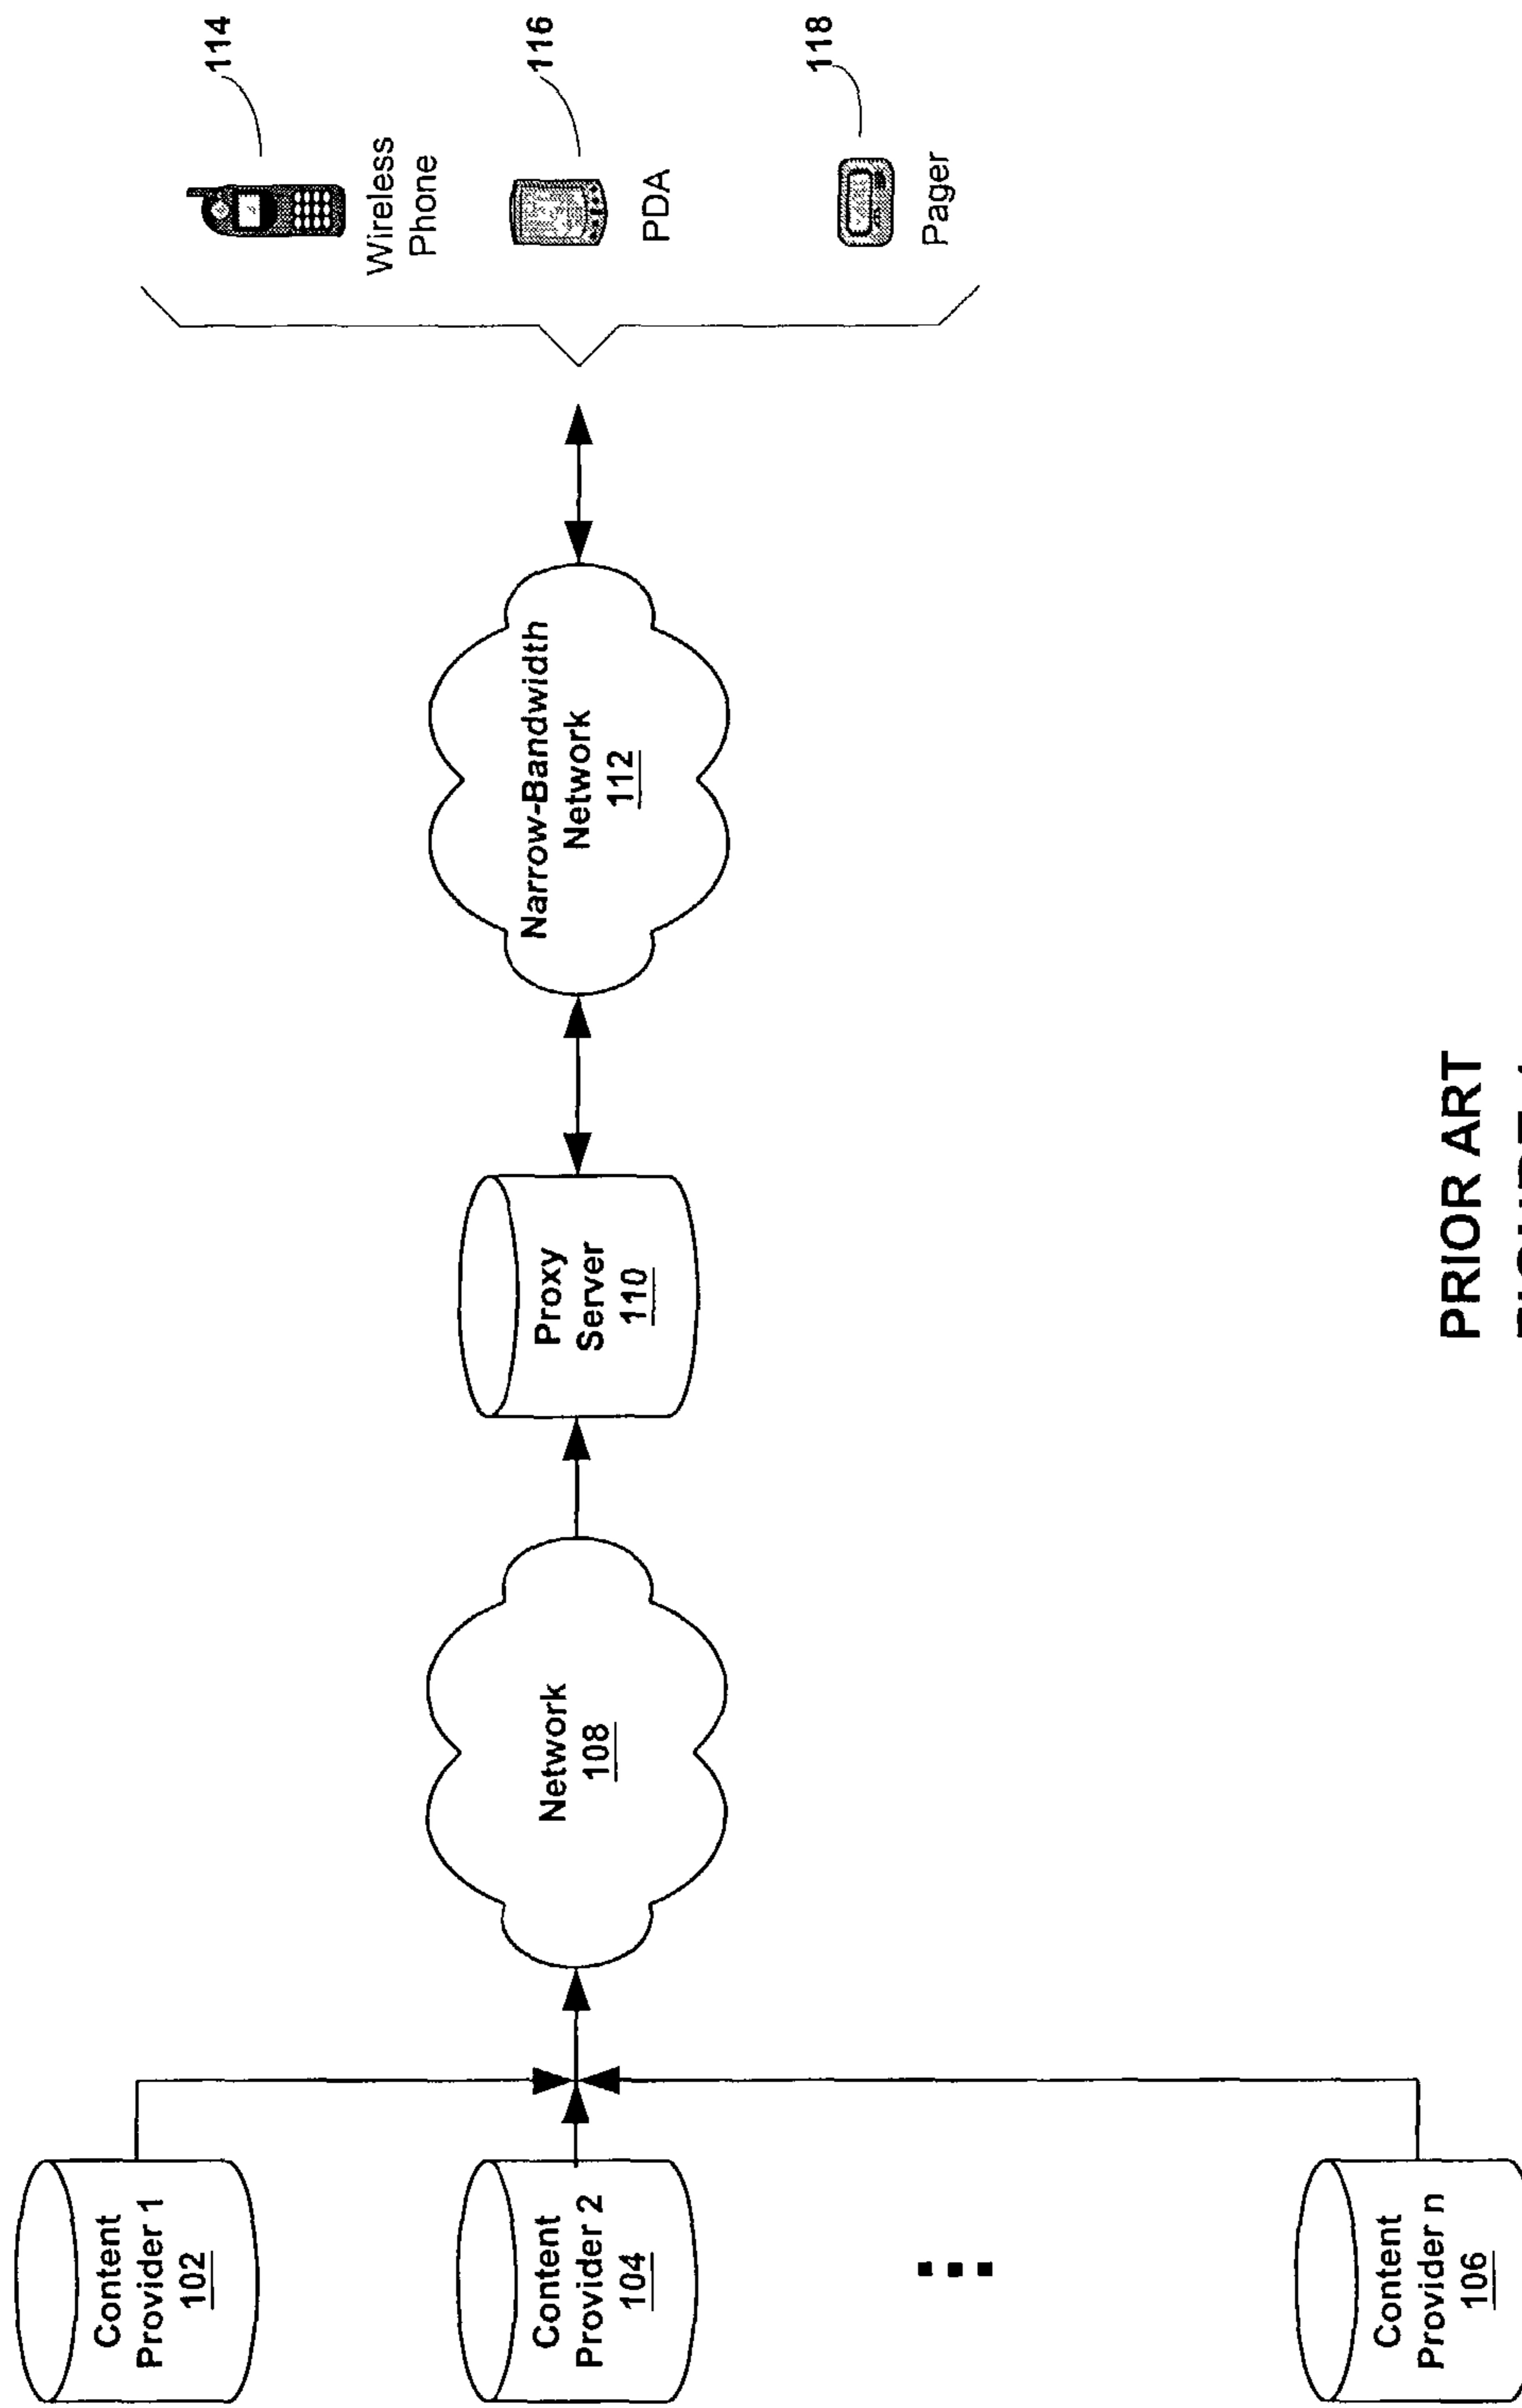 Content
Provider 1
102
Content
Provider 2
104
Content
Provider n
106
Network
108
Proxy
Server
110
Narrow-Bandwidth
Network
112
114
Wireless
Phone
116
PDA
118
Pager
PRIOR ART